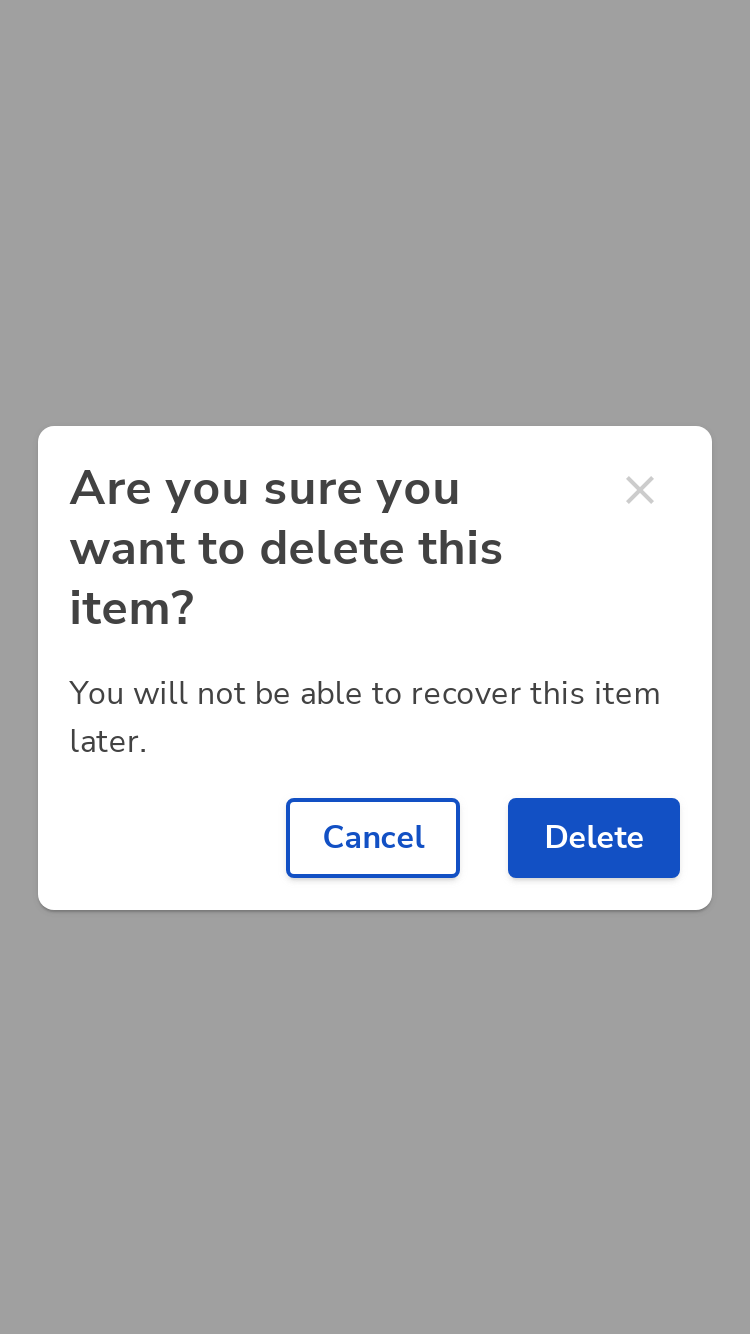 Are you sure you
want to delete this
item?
You will not be able to recover this item
later.
Cancel
Delete